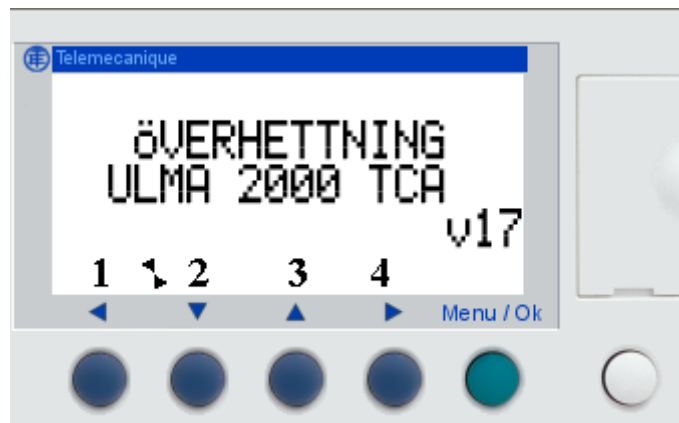 Telemecanique
öVERHETTNING
ULMA 2000 TCA
v17
1 2 3 4
Menu / Ok